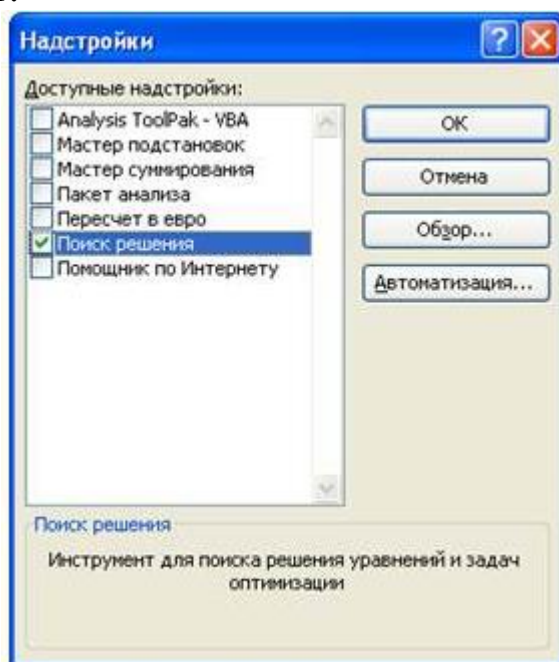 Надстройки
Доступные надстройки:
Analysis ToolPak - VBA
Мастер подстановок
Мастер суммирования
Пакет анализа
Пересчет в евро
Поиск решения
Помощник по Интернету
ОК
Отмена
Обзор...
Автоматизация...
Поиск решения
Инструмент для поиска решения уравнений и задач
оптимизации